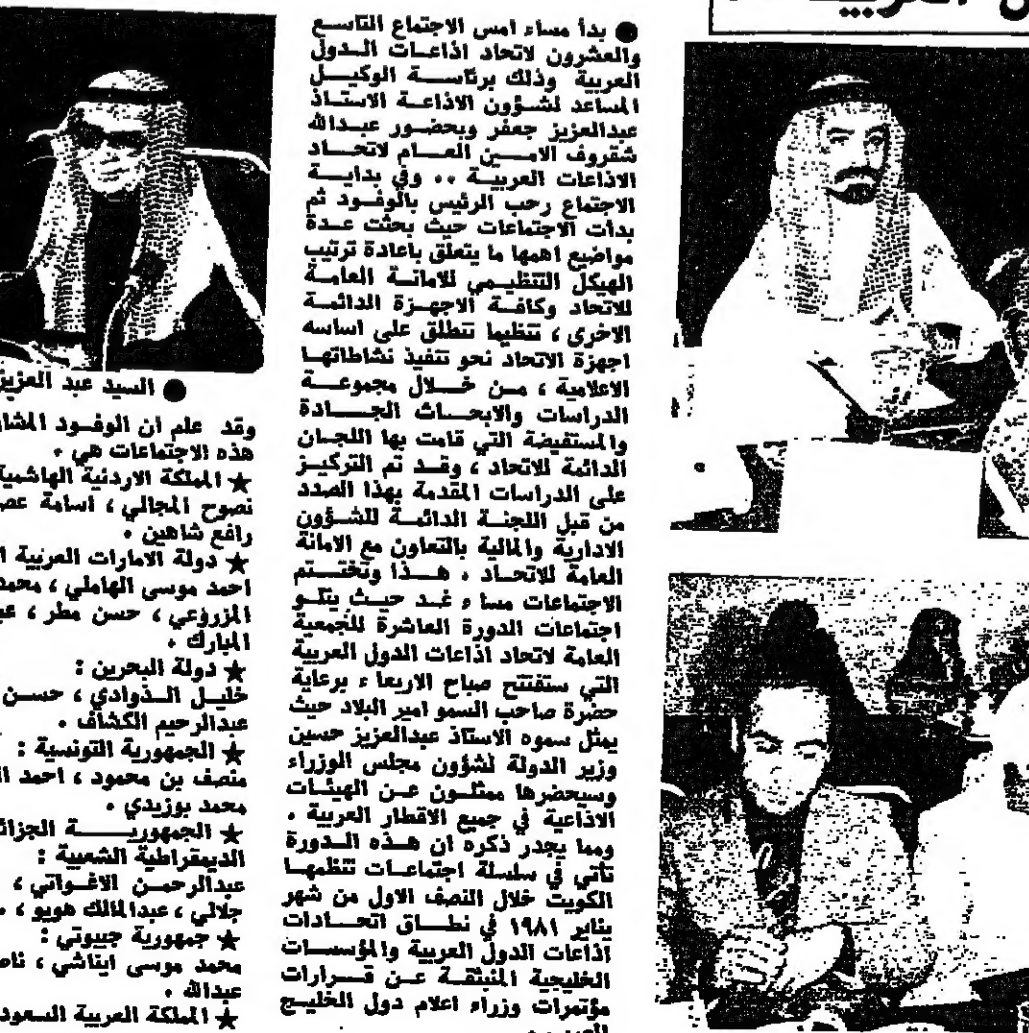 العربية
● بدأ مساء امس الاجتماع التاسع
والعشرون لاتحاد اذاعات الدول
العربية وذلك برئاسة الوكيل
المساعد لشؤون الاذاعة الاستاذ
عبدالعزيز جعفر وبحضور عبدالله
شقروف الامين العام لاتحاد
الاذاعات العربية .. وفي بداية
الاجتماع رحب الرئيس بالوفود ثم
بدأت الاجتماعات حيث بحثت عدة
مواضيع اهمها ما يتعلق باعادة ترتيب
الهيكل التنظيمي للامانة العامة
للاتحاد وكافة الاجهزة الدائمة
الاخرى ، تنظيما تنطلق على اساسه
اجهزة الاتحاد نحو تنفيذ نشاطاتها
الاعلامية ، من خلال مجموعة
الدراسات والابحاث الجادة
والمستفيضة التي قامت بها اللجان
الدائمة للاتحاد ، وقد تم التركيز
على الدراسات المقدمة بهذا الصدد
من قبل اللجنة الدائمة للشؤون
الادارية والمالية بالتعاون مع الامانة
العامة للاتحاد . هذا وتختتم
الاجتماعات مساء غد حيث يتلو
اجتماعات الدورة العاشرة للجمعية
العامة لاتحاد اذاعات الدول العربية
التي ستفتتح صباح الاربعاء برعاية
حضرة صاحب السمو امير البلاد حيث
يمثل سموه الاستاذ عبدالعزيز حسين
وزير الدولة لشؤون مجلس الوزراء
وسيحضرها ممثلون عن الهيئات
الاذاعية في جميع الاقطار العربية .
ومما يجدر ذكره ان هذه الدورة
تأتي في سلسلة اجتماعات تنظمها
الكويت خلال النصف الاول من شهر
يناير ١٩٨١ في نطاق اتحادات
اذاعات الدول العربية والمؤسسات
الخليجية المنبثقة عن قرارات
مؤتمرات وزراء اعلام دول الخليج
● السيد عبد العزيز
وقد علم ان الوفود
هذه الاجتماعات هي .
★ المملكة الاردنية الهاشمية
نصوح المجالي ، اسامة
رافع شاهين .
★ دولة الامارات العربية
احمد موسى الهاملي ، محمد
المزروعي ، حسن مطر ،
المبارك .
★ دولة البحرين :
خليل الذوادي ، حسن
عبدالرحيم الكشاف .
★ الجمهورية التونسية :
منصف بن محمود ، احمد
محمد بوزيدي .
★ الجمهورية
الديمقراطية الشعبية :
عبدالرحمن الاغواتي ،
جلالي ، عبدالمالك هويو ،
★ جمهورية جيبوتي :
محمد موسى ايناشي ،
عبدالله .
★ المملكة العربية